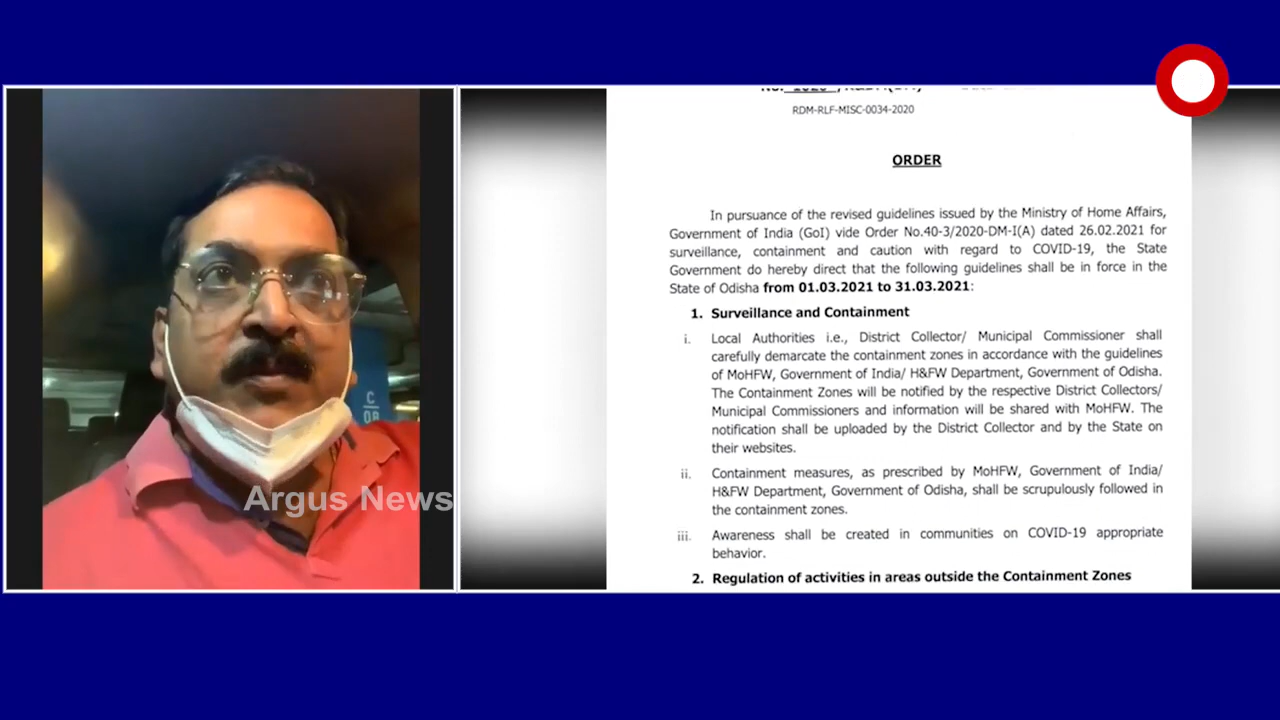 C
08
Argus News
RDM-RLF-MISC-0034-2020
ORDER
In pursuance of the revised guidelines issued by the Ministry of Home Affairs,
Government of India (GoI) vide Order No.40-3/2020-DM-I(A) dated 26.02.2021 for
surveillance, containment and caution with regard to COVID-19, the State
Government do hereby direct that the following guidelines shall be in force in the
State of Odisha from 01.03.2021 to 31.03.2021:
1. Surveillance and Containment
i. Local Authorities i.e., District Collector/ Municipal Commissioner shall
carefully demarcate the containment zones in accordance with the guidelines
of MoHFW, Government of India/ H&FW Department, Government of Odisha.
The Containment Zones will be notified by the respective District Collectors/
Municipal Commissioners and information will be shared with MoHFW. The
notification shall be uploaded by the District Collector and by the State on
their websites.
ii. Containment measures, as prescribed by MoHFW, Government of India/
H&FW Department, Government of Odisha, shall be scrupulously followed in
the containment zones.
iii. Awareness shall be created in communities on COVID-19 appropriate
behavior.
2. Regulation of activities in areas outside the Containment Zones